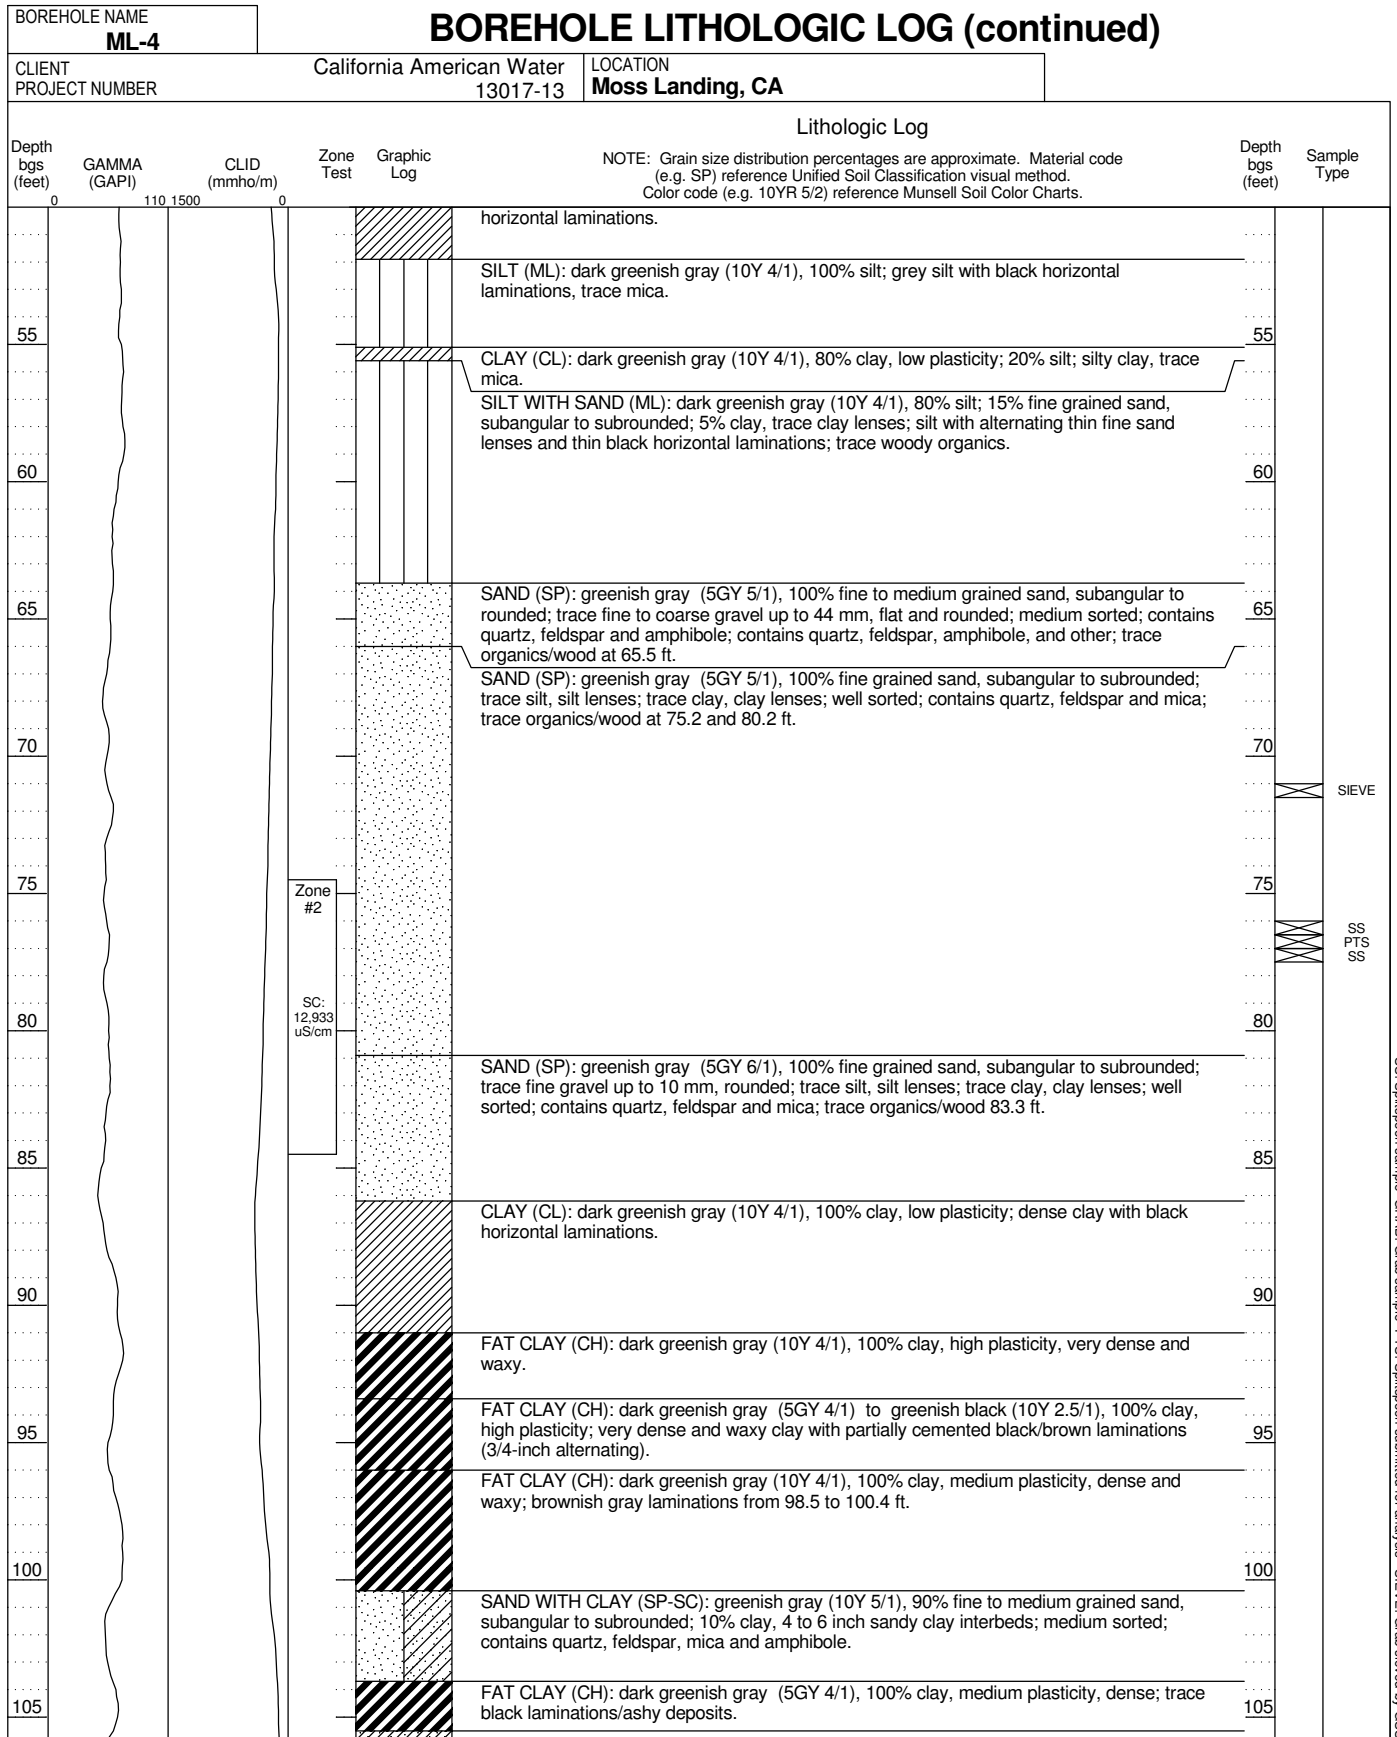 BOREHOLE NAME
ML-4
BOREHOLE LITHOLOGIC LOG (continued)
CLIENT California American Water
PROJECT NUMBER 13017-13
LOCATION
Moss Landing, CA
Lithologic Log
Depth bgs (feet)
GAMMA (GAPI)
CLID (mmho/m)
Zone Test
Graphic Log
NOTE: Grain size distribution percentages are approximate. Material code
(e.g. SP) reference Unified Soil Classification visual method.
Color code (e.g. 10YR 5/2) reference Munsell Soil Color Charts.
Depth bgs (feet)
Sample Type
0 110 1500 0
horizontal laminations.
SILT (ML): dark greenish gray (10Y 4/1), 100% silt; grey silt with black horizontal
laminations, trace mica.
55 55
CLAY (CL): dark greenish gray (10Y 4/1), 80% clay, low plasticity; 20% silt; silty clay, trace
mica.
SILT WITH SAND (ML): dark greenish gray (10Y 4/1), 80% silt; 15% fine grained sand,
subangular to subrounded; 5% clay, trace clay lenses; silt with alternating thin fine sand
lenses and thin black horizontal laminations; trace woody organics.
60 60
SAND (SP): greenish gray (5GY 5/1), 100% fine to medium grained sand, subangular to
65 rounded; trace fine to coarse gravel up to 44 mm, flat and rounded; medium sorted; contains 65
quartz, feldspar and amphibole; contains quartz, feldspar, amphibole, and other; trace
organics/wood at 65.5 ft.
SAND (SP): greenish gray (5GY 5/1), 100% fine grained sand, subangular to subrounded;
trace silt, silt lenses; trace clay, clay lenses; well sorted; contains quartz, feldspar and mica;
trace organics/wood at 75.2 and 80.2 ft.
70 70
SIEVE
75 75
Zone
#2
SS
PTS
SS
SC:
12,933
uS/cm
80 80
SAND (SP): greenish gray (5GY 6/1), 100% fine grained sand, subangular to subrounded;
trace fine gravel up to 10 mm, rounded; trace silt, silt lenses; trace clay, clay lenses; well
sorted; contains quartz, feldspar and mica; trace organics/wood 83.3 ft.
85 85
CLAY (CL): dark greenish gray (10Y 4/1), 100% clay, low plasticity; dense clay with black
horizontal laminations.
90 90
FAT CLAY (CH): dark greenish gray (10Y 4/1), 100% clay, high plasticity, very dense and
waxy.
FAT CLAY (CH): dark greenish gray (5GY 4/1) to greenish black (10Y 2.5/1), 100% clay,
95 high plasticity; very dense and waxy clay with partially cemented black/brown laminations 95
(3/4-inch alternating).
FAT CLAY (CH): dark greenish gray (10Y 4/1), 100% clay, medium plasticity, dense and
waxy; brownish gray laminations from 98.5 to 100.4 ft.
100 100
SAND WITH CLAY (SP-SC): greenish gray (10Y 5/1), 90% fine to medium grained sand,
subangular to subrounded; 10% clay, 4 to 6 inch sandy clay interbeds; medium sorted;
contains quartz, feldspar, mica and amphibole.
FAT CLAY (CH): dark greenish gray (5GY 4/1), 100% clay, medium plasticity, dense; trace
105 black laminations/ashy deposits. 105